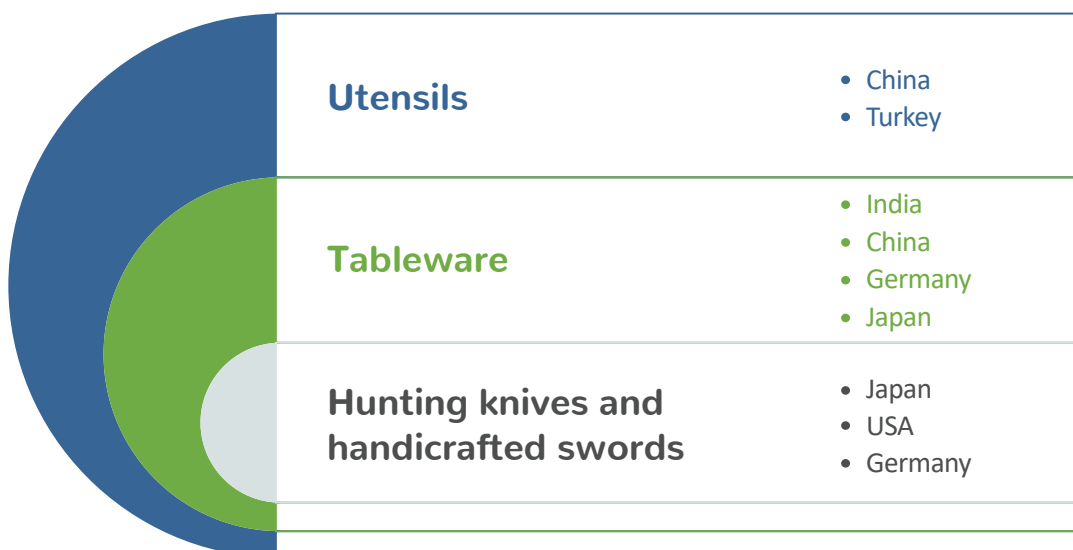 Utensils
• China
• Turkey
Tableware
• India
• China
• Germany
• Japan
Hunting knives and
handicrafted swords
• Japan
• USA
• Germany